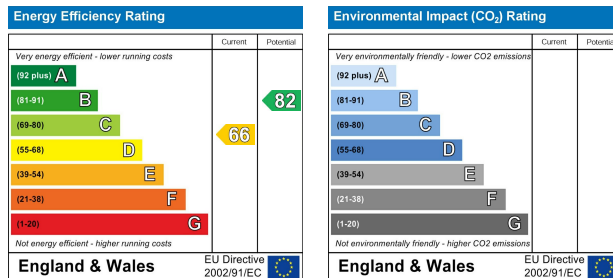 Energy Efficiency Rating
Current Potential
Very energy efficient - lower running costs
(92 plus) A
(81-91) B
(69-80) C
(55-68) D
(39-54) E
(21-38) F
(1-20) G
66
82
Not energy efficient - higher running costs
England & Wales
EU Directive
2002/91/EC
Environmental Impact (CO₂) Rating
Current Potential
Very environmentally friendly - lower CO2 emissions
(92 plus) A
(81-91) B
(69-80) C
(55-68) D
(39-54) E
(21-38) F
(1-20) G
Not environmentally friendly - higher CO2 emissions
England & Wales
EU Directive
2002/91/EC